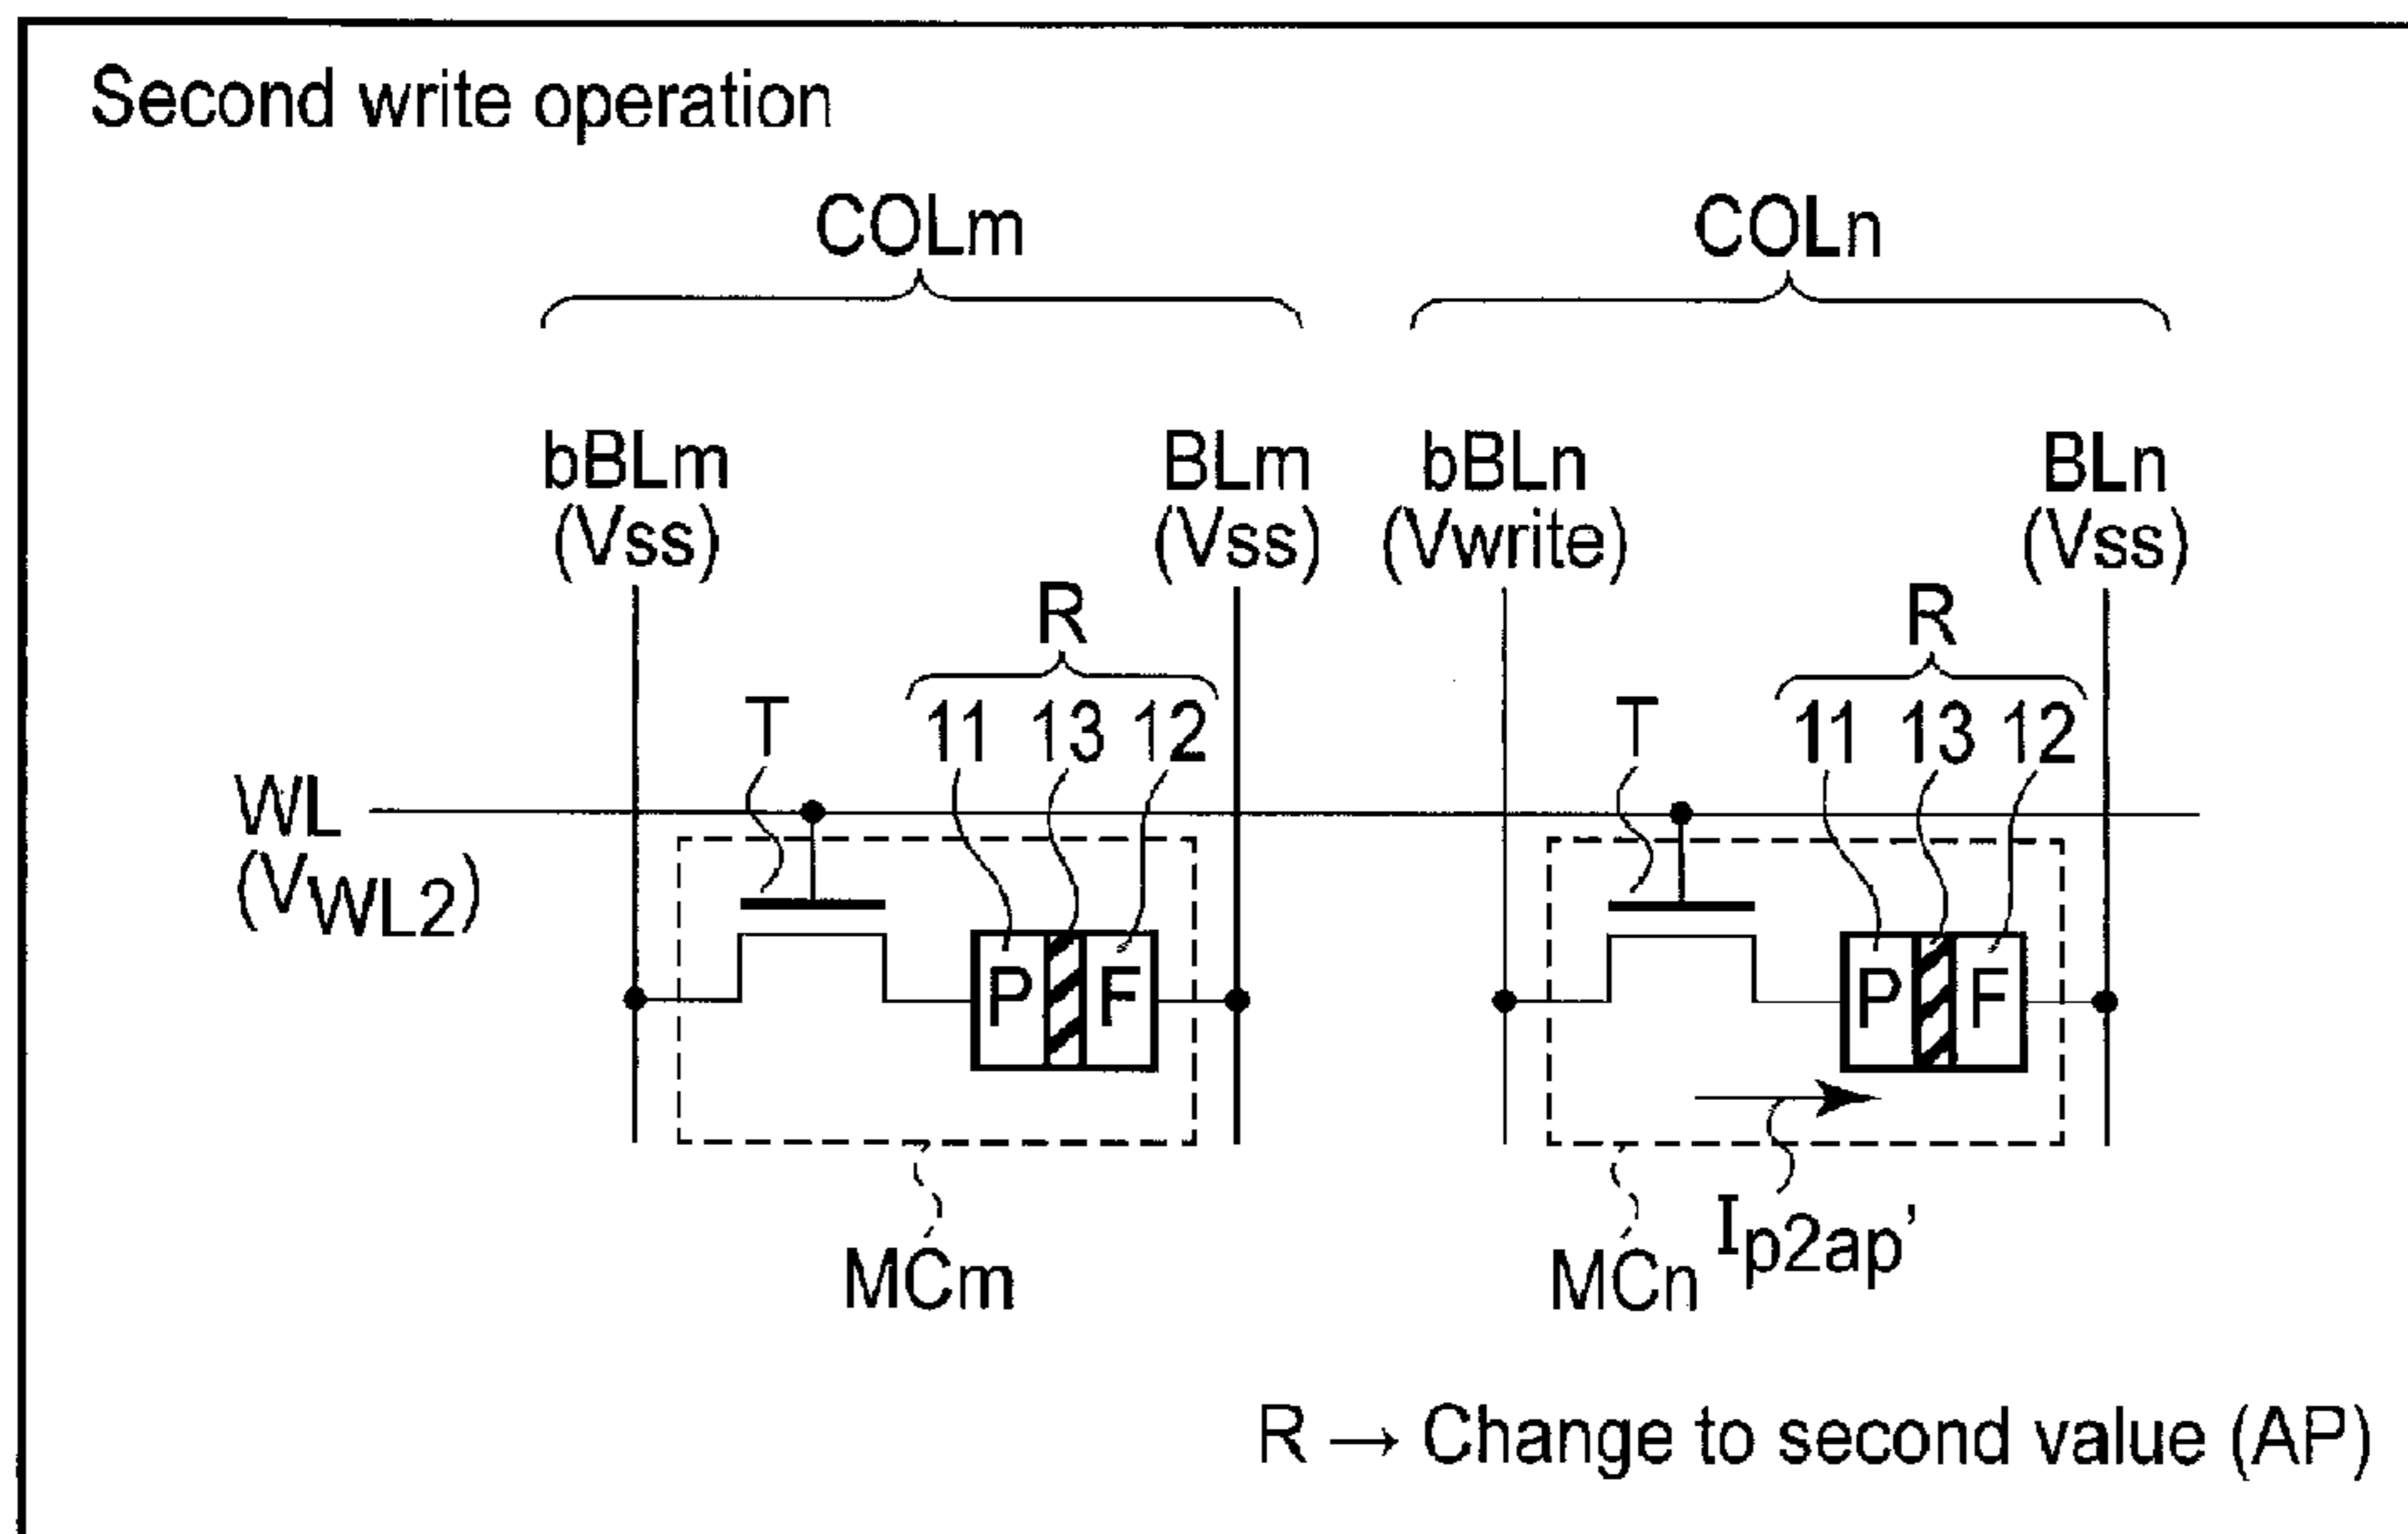 Second write operation
COLm COLn
bBLm BLm bBLn BLn
(Vss) (Vss) (Vwrite) (Vss)
R R
T 11 13 12 T 11 13 12
WL
(VWL2)
P F P F
MCm MCn Ip2ap'
R → Change to second value (AP)